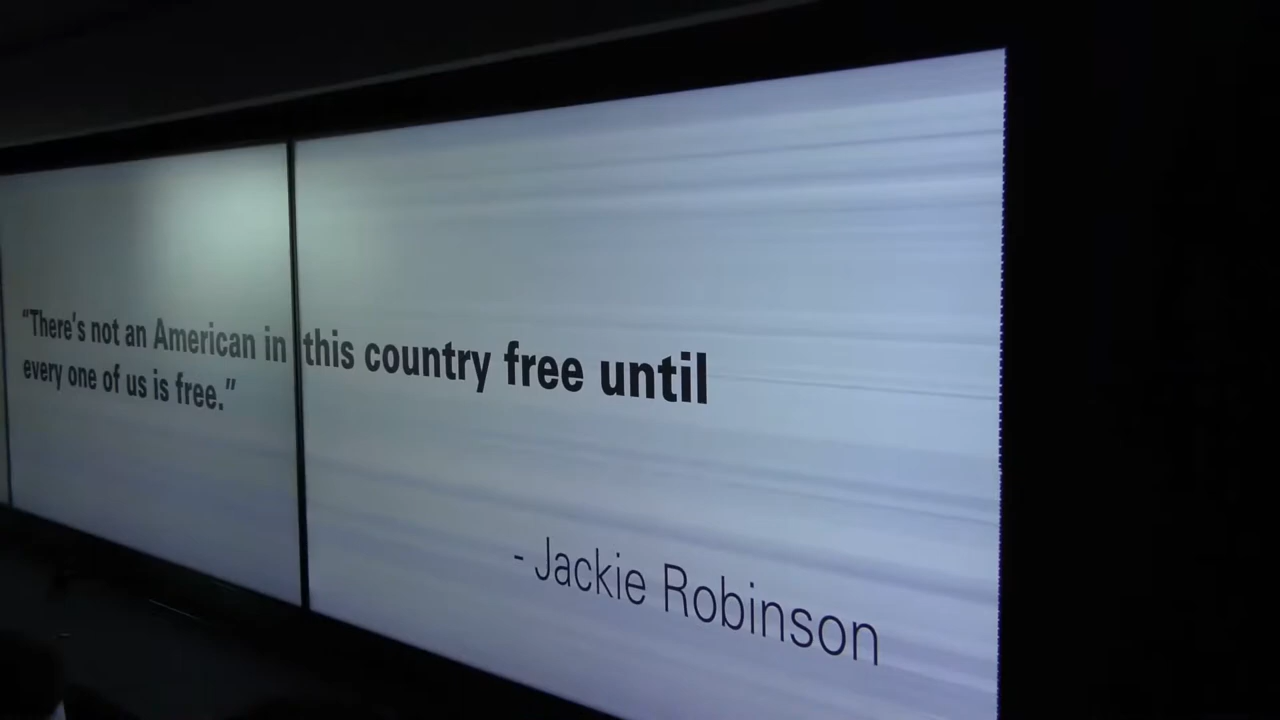 “There's not an American in this country free until
every one of us is free.”
- Jackie Robinson